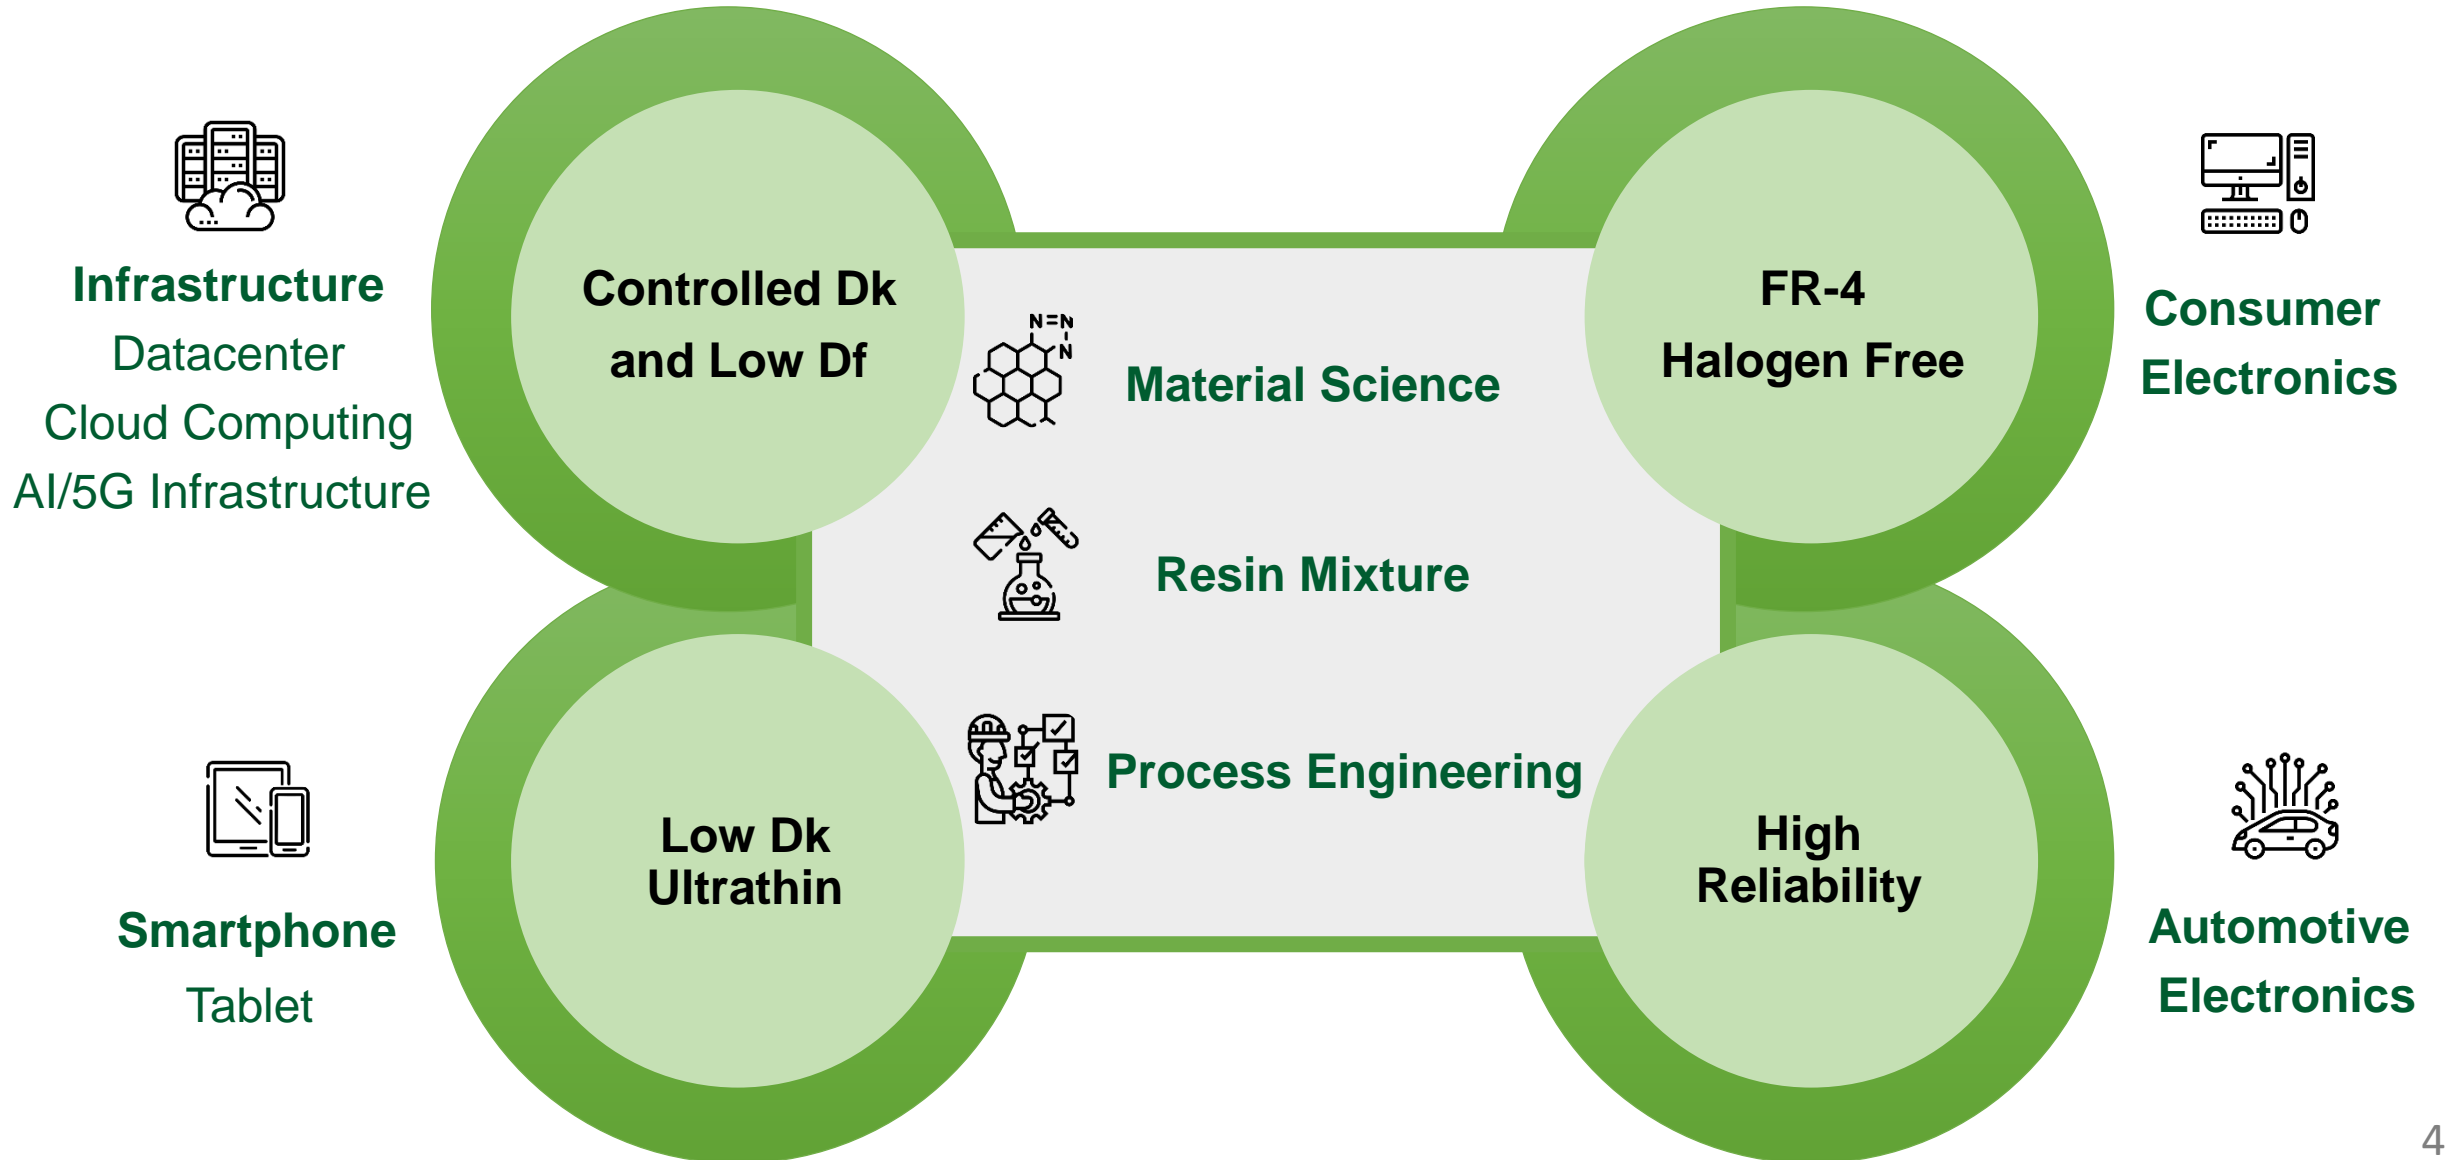 Infrastructure
Datacenter
Cloud Computing
AI/5G Infrastructure
Controlled Dk
and Low Df
N=N
N
Material Science
Resin Mixture
Process Engineering
FR-4
Halogen Free
Consumer
Electronics
Smartphone
Tablet
Low Dk
Ultrathin
High
Reliability
Automotive
Electronics
4